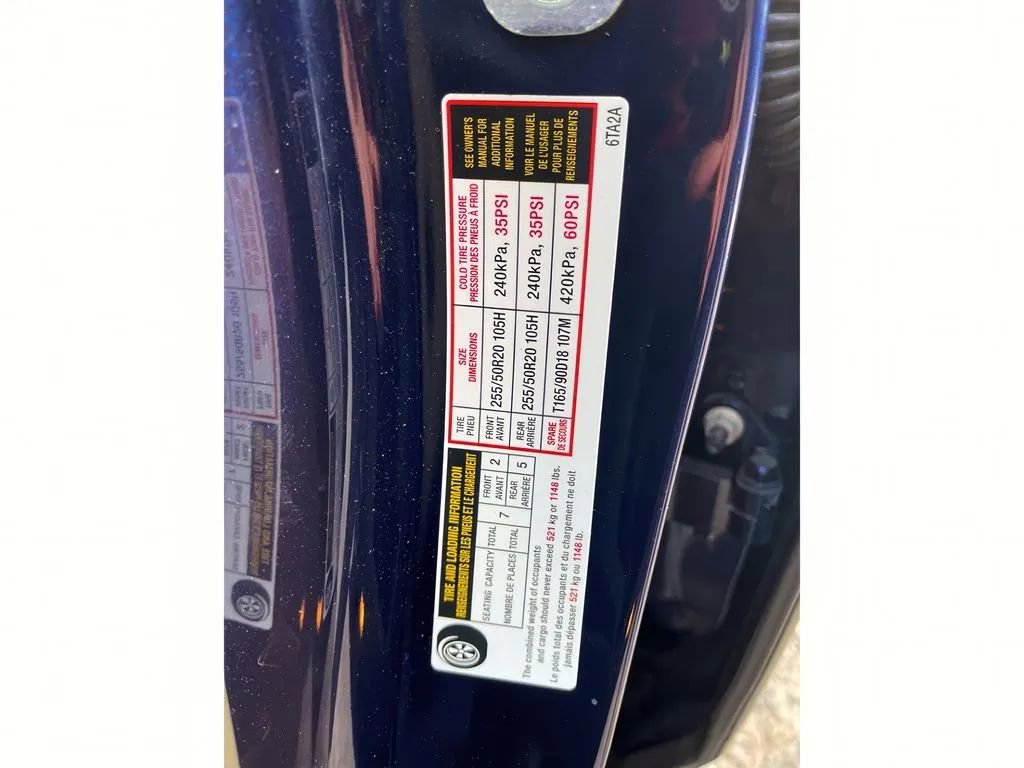 TIRE AND LOADING INFORMATION
RENSEIGNEMENTS SUR LES PNEUS ET LE CHARGEMENT
SEATING CAPACITY TOTAL 7 FRONT 2
NOMBRE DE PLACES TOTAL AVANT
REAR 5
ARRIÈRE
The combined weight of occupants
and cargo should never exceed 521 kg or 1148 lbs.
Le poids total des occupants et du chargement ne doit
jamais dépasser 521 kg ou 1148 lb.
TIRE
PNEU
SIZE
DIMENSIONS
COLD TIRE PRESSURE
PRESSION DES PNEUS À FROID
FRONT
AVANT
255/50R20 105H
240kPa, 35PSI
REAR
ARRIÈRE
255/50R20 105H
240kPa, 35PSI
SPARE
DE SECOURS
T165/90D18 107M
420kPa, 60PSI
SEE OWNER'S
MANUAL FOR
ADDITIONAL
INFORMATION
VOIR LE MANUEL
DE L'USAGER
POUR PLUS DE
RENSEIGNEMENTS
6TA2A